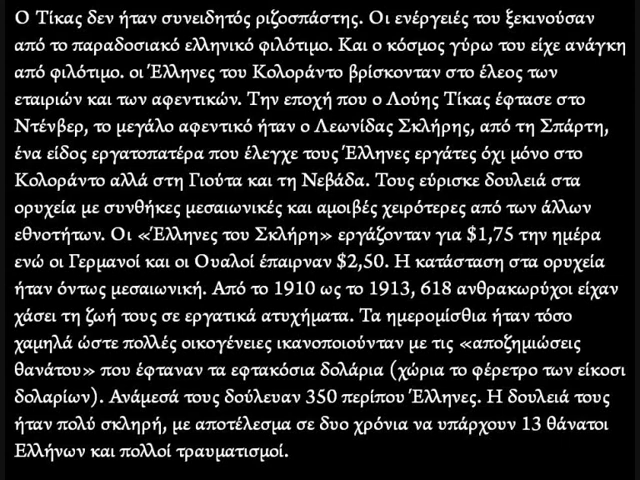 Ο Τίκας δεν ήταν συνειδητός ριζοσπάστης. Οι ενέργειές του ξεκινούσαν
από το παραδοσιακό ελληνικό φιλότιμο. Και ο κόσμος γύρω του είχε ανάγκη
από φιλότιμο. οι Έλληνες του Κολοράντο βρίσκονταν στο έλεος των
εταιριών και των αφεντικών. Την εποχή που ο Λούης Τίκας έφτασε στο
Ντένβερ, το μεγάλο αφεντικό ήταν ο Λεωνίδας Σκλήρης, από τη Σπάρτη,
ένα είδος εργατοπατέρα που έλεγχε τους Έλληνες εργάτες όχι μόνο στο
Κολοράντο αλλά στη Γιούτα και τη Νεβάδα. Τους εύρισκε δουλειά στα
ορυχεία με συνθήκες μεσαιωνικές και αμοιβές χειρότερες από των άλλων
εθνοτήτων. Οι «Έλληνες του Σκλήρη» εργάζονταν για $1,75 την ημέρα
ενώ οι Γερμανοί και οι Ουαλοί έπαιρναν $2,50. Η κατάσταση στα ορυχεία
ήταν όντως μεσαιωνική. Από το 1910 ως το 1913, 618 ανθρακωρύχοι είχαν
χάσει τη ζωή τους σε εργατικά ατυχήματα. Τα ημερομίσθια ήταν τόσο
χαμηλά ώστε πολλές οικογένειες ικανοποιούνταν με τις «αποζημιώσεις
θανάτου» που έφταναν τα εφτακόσια δολάρια (χώρια το φέρετρο των είκοσι
δολαρίων). Ανάμεσά τους δούλευαν 350 περίπου Έλληνες. Η δουλειά τους
ήταν πολύ σκληρή, με αποτέλεσμα σε δυο χρόνια να υπάρχουν 13 θάνατοι
Ελλήνων και πολλοί τραυματισμοί.